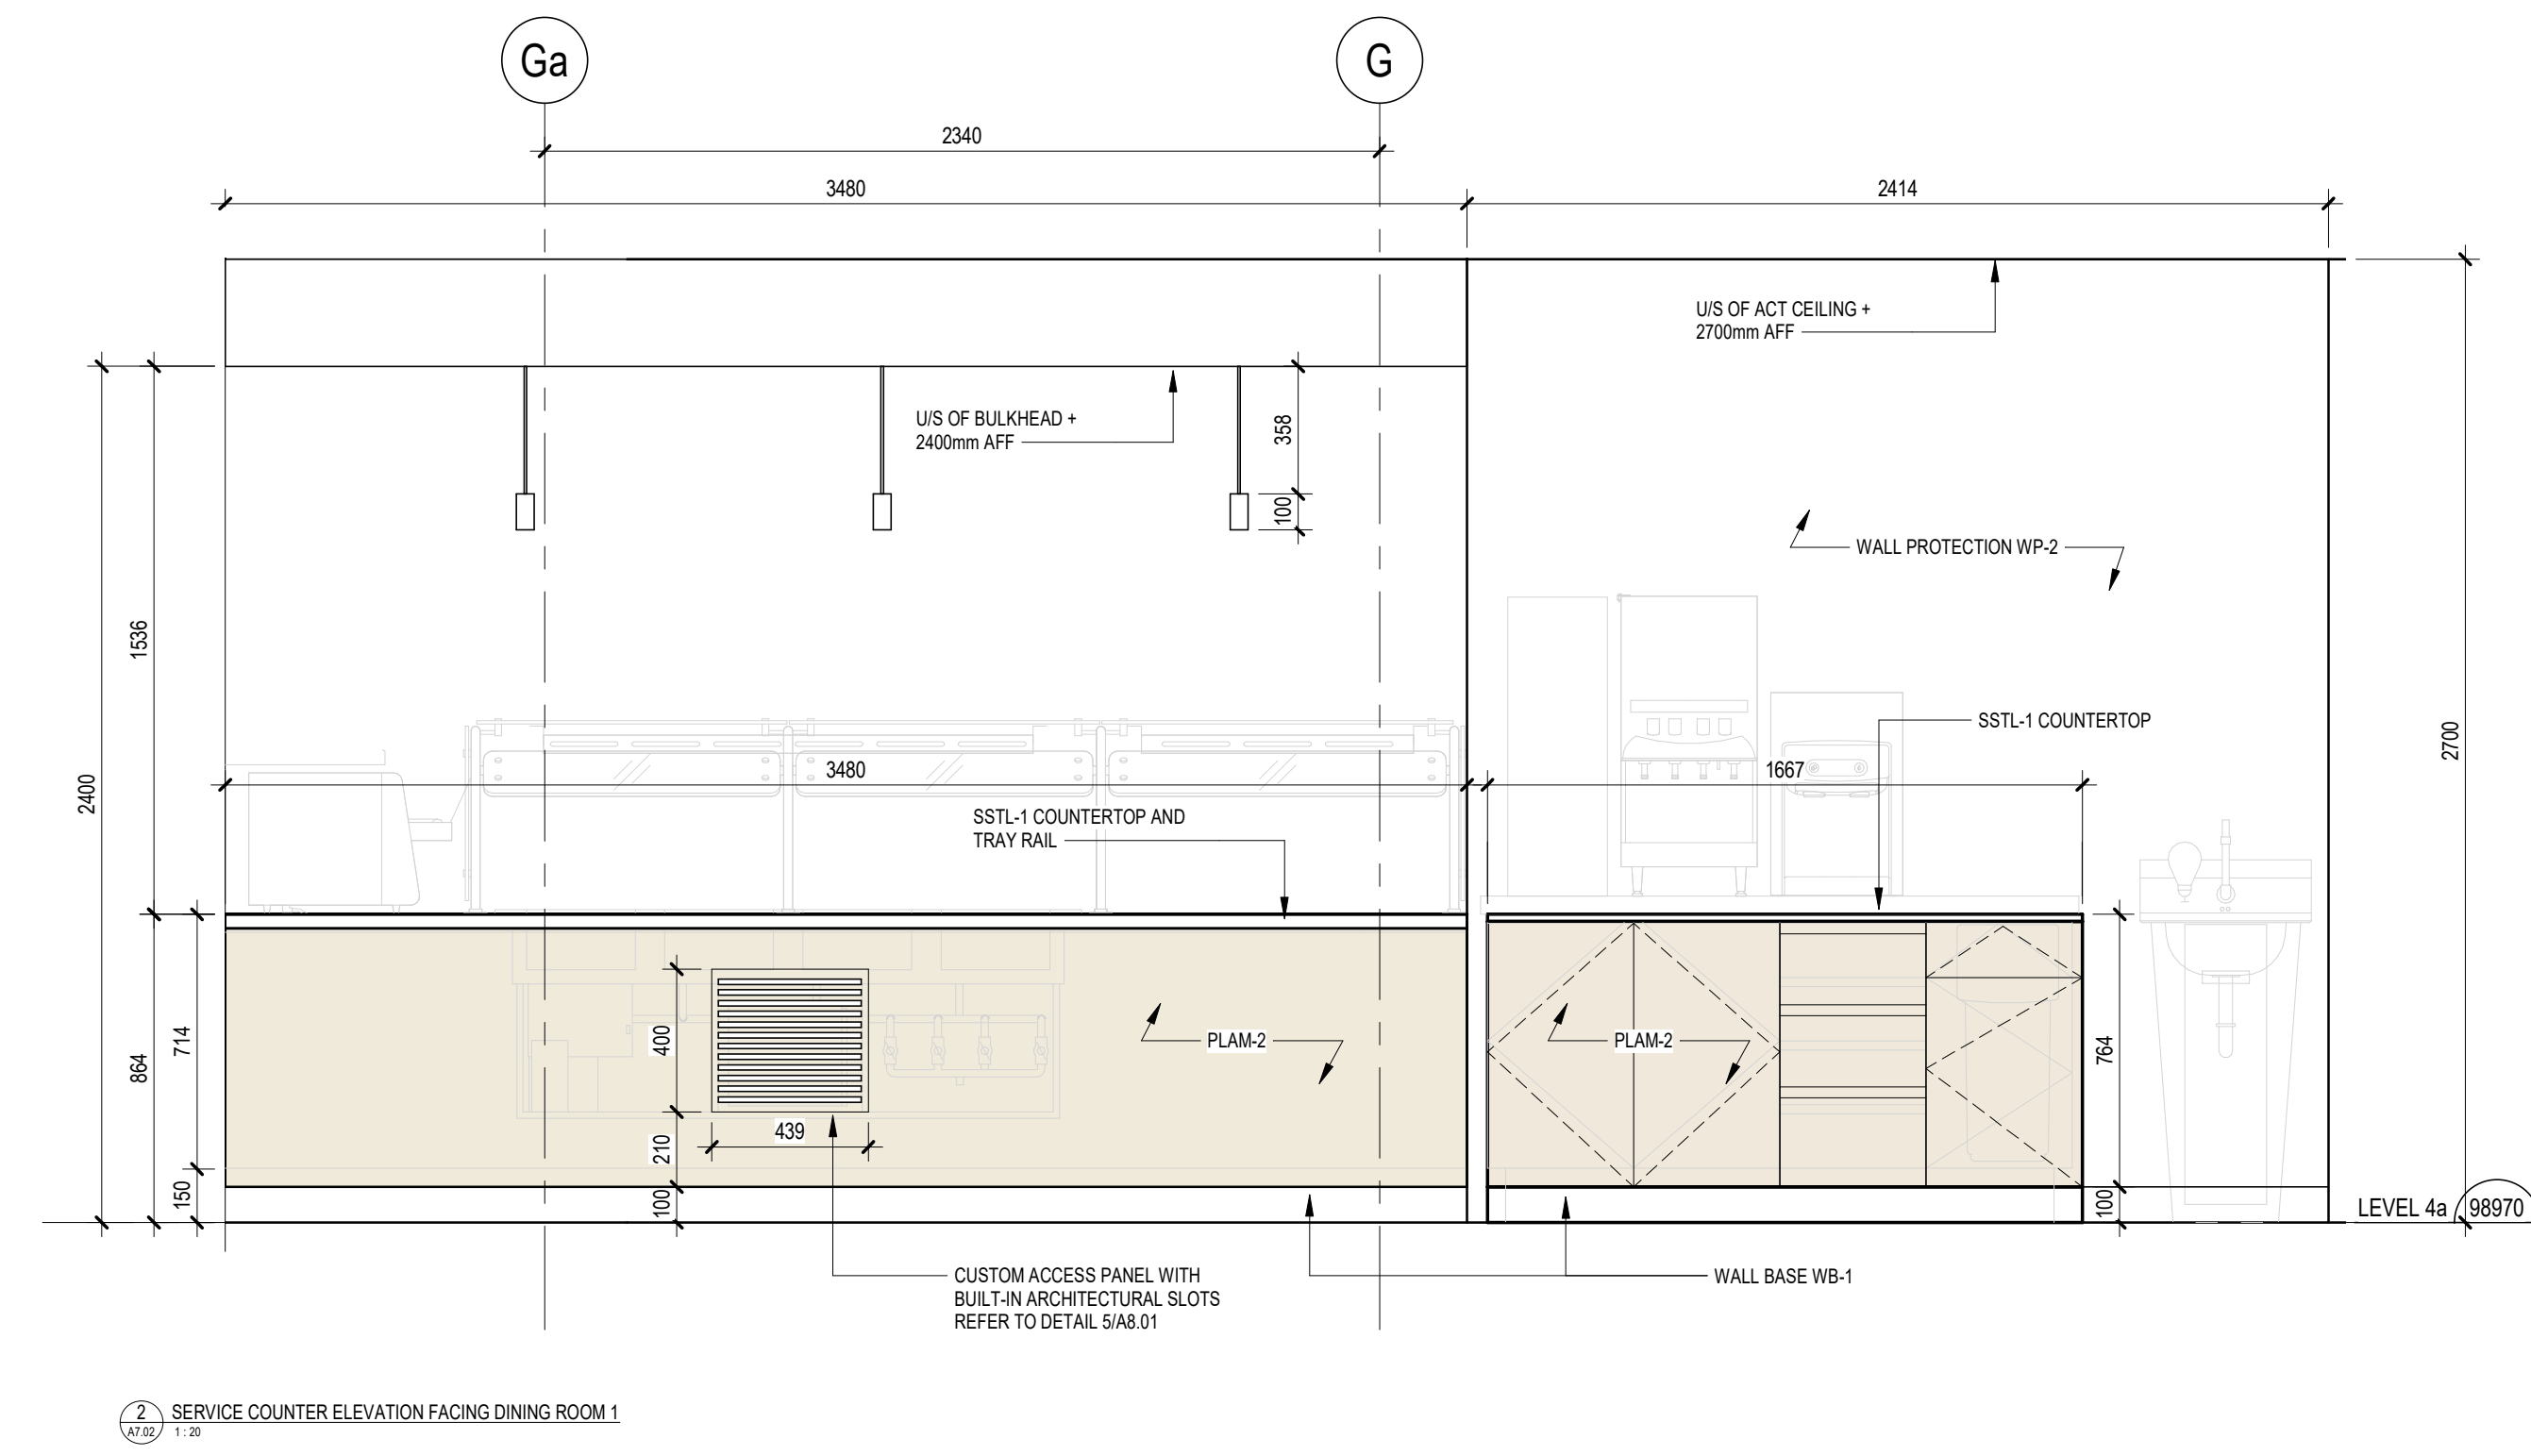 Ga
G
2340
3480
2414
U/S OF ACT CEILING +
2700mm AFF
U/S OF BULKHEAD +
2400mm AFF
358
100
WALL PROTECTION WP-2
1536
2400
2700
SSTL-1 COUNTERTOP
3480
1667
SSTL-1 COUNTERTOP AND
TRAY RAIL
864
714
150
400
210
100
439
PLAM-2
PLAM-2
764
100
LEVEL 4a
98970
CUSTOM ACCESS PANEL WITH
BUILT-IN ARCHITECTURAL SLOTS
REFER TO DETAIL 5/A8.01
WALL BASE WB-1
2
A7.02
SERVICE COUNTER ELEVATION FACING DINING ROOM 1
1 : 20